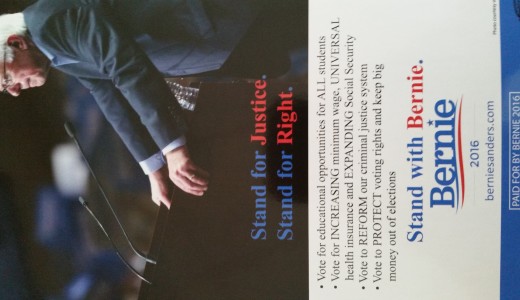 Stand for Justice.
Stand for Right.
• Vote for educational opportunities for ALL students
• Vote for INCREASING minimum wage, UNIVERSAL
health insurance and EXPANDING Social Security
• Vote to REFORM our criminal justice system
• Vote to PROTECT voting rights and keep big
money out of elections
Stand with Bernie.
Bernie
2016
berniesanders.com
Photo courtesy
PAID FOR BY BERNIE 2016